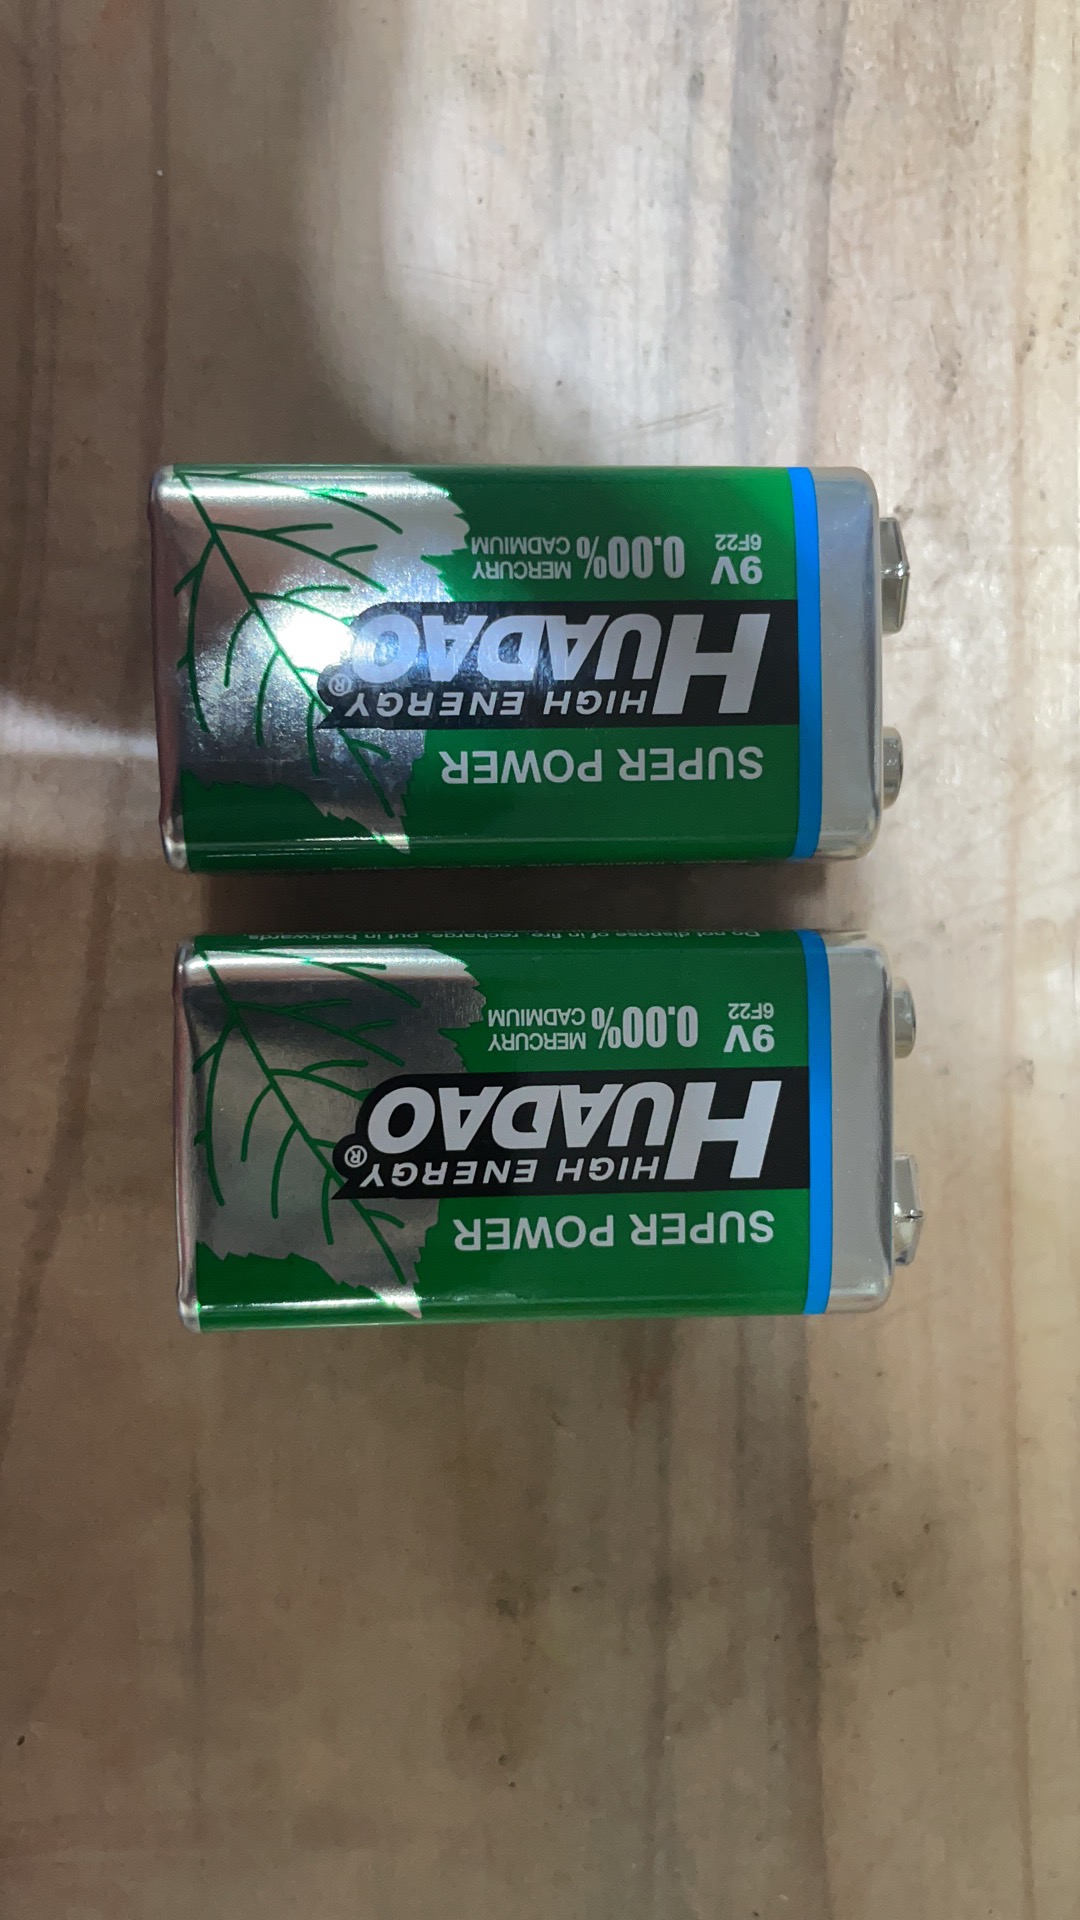 SUPER POWER
HIGH ENERGY
HUADAO®
9V
6F22
0.00% MERCURY
CADMIUM
Do not dispose of in fire, recharge, put in backwards,
SUPER POWER
HIGH ENERGY
HUADAO®
9V
6F22
0.00% MERCURY
CADMIUM